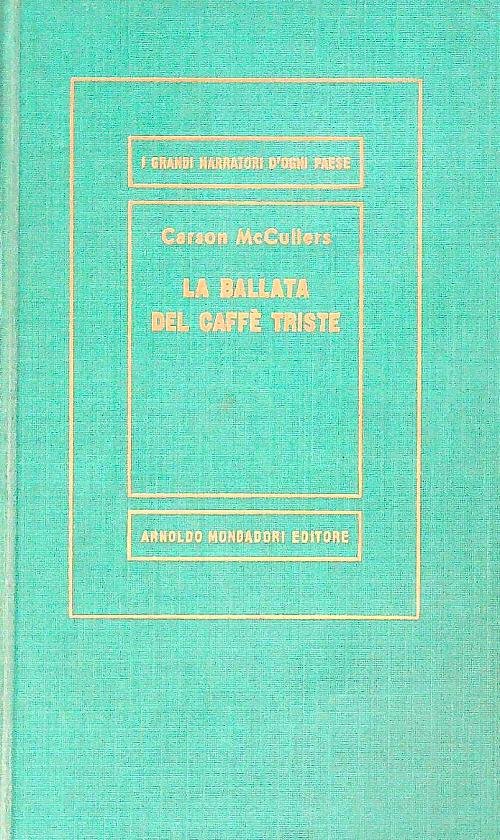 I GRANDI NARRATORI D'OGNI PAESE
Carson McCullers
LA BALLATA
DEL CAFFÈ TRISTE
ARNOLDO MONDADORI EDITORE